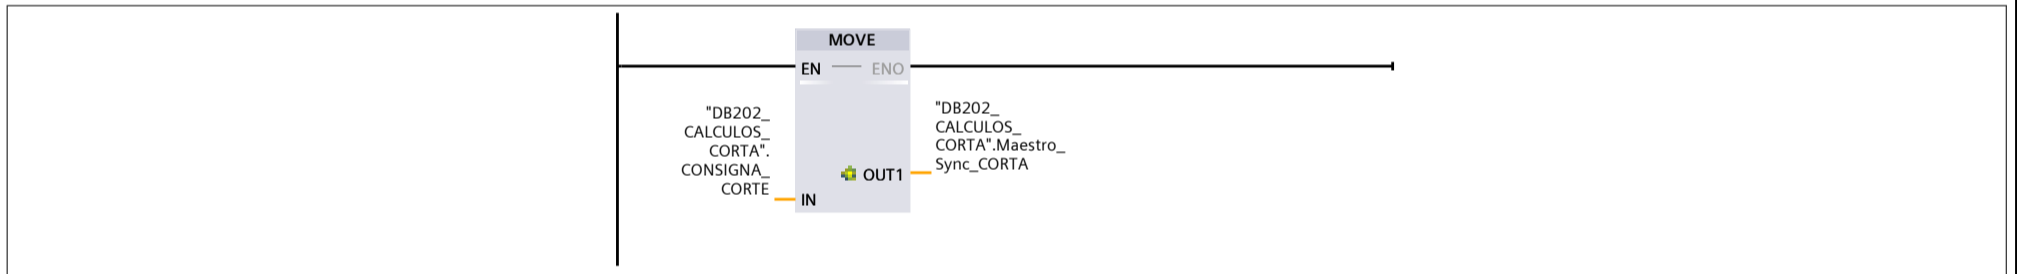 MOVE
EN
ENO
"DB202_
CALCULOS_
CORTA".
CONSIGNA_
CORTE
IN
OUT1
"DB202_
CALCULOS_
CORTA".Maestro_
Sync_CORTA